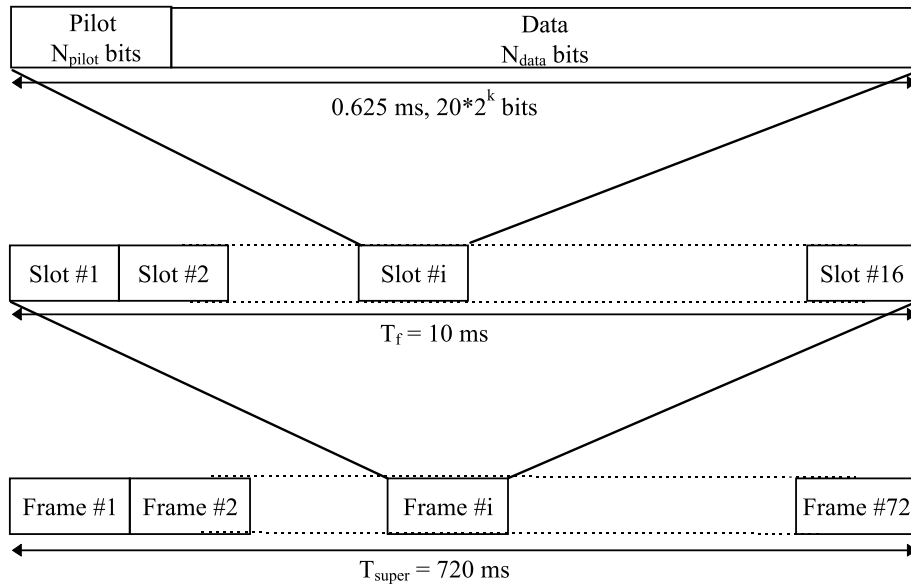 Pilot
N_pilot bits
Data
N_data bits
0.625 ms, 20*2^k bits
Slot #1
Slot #2
Slot #i
Slot #16
T_f = 10 ms
Frame #1
Frame #2
Frame #i
Frame #72
T_super = 720 ms